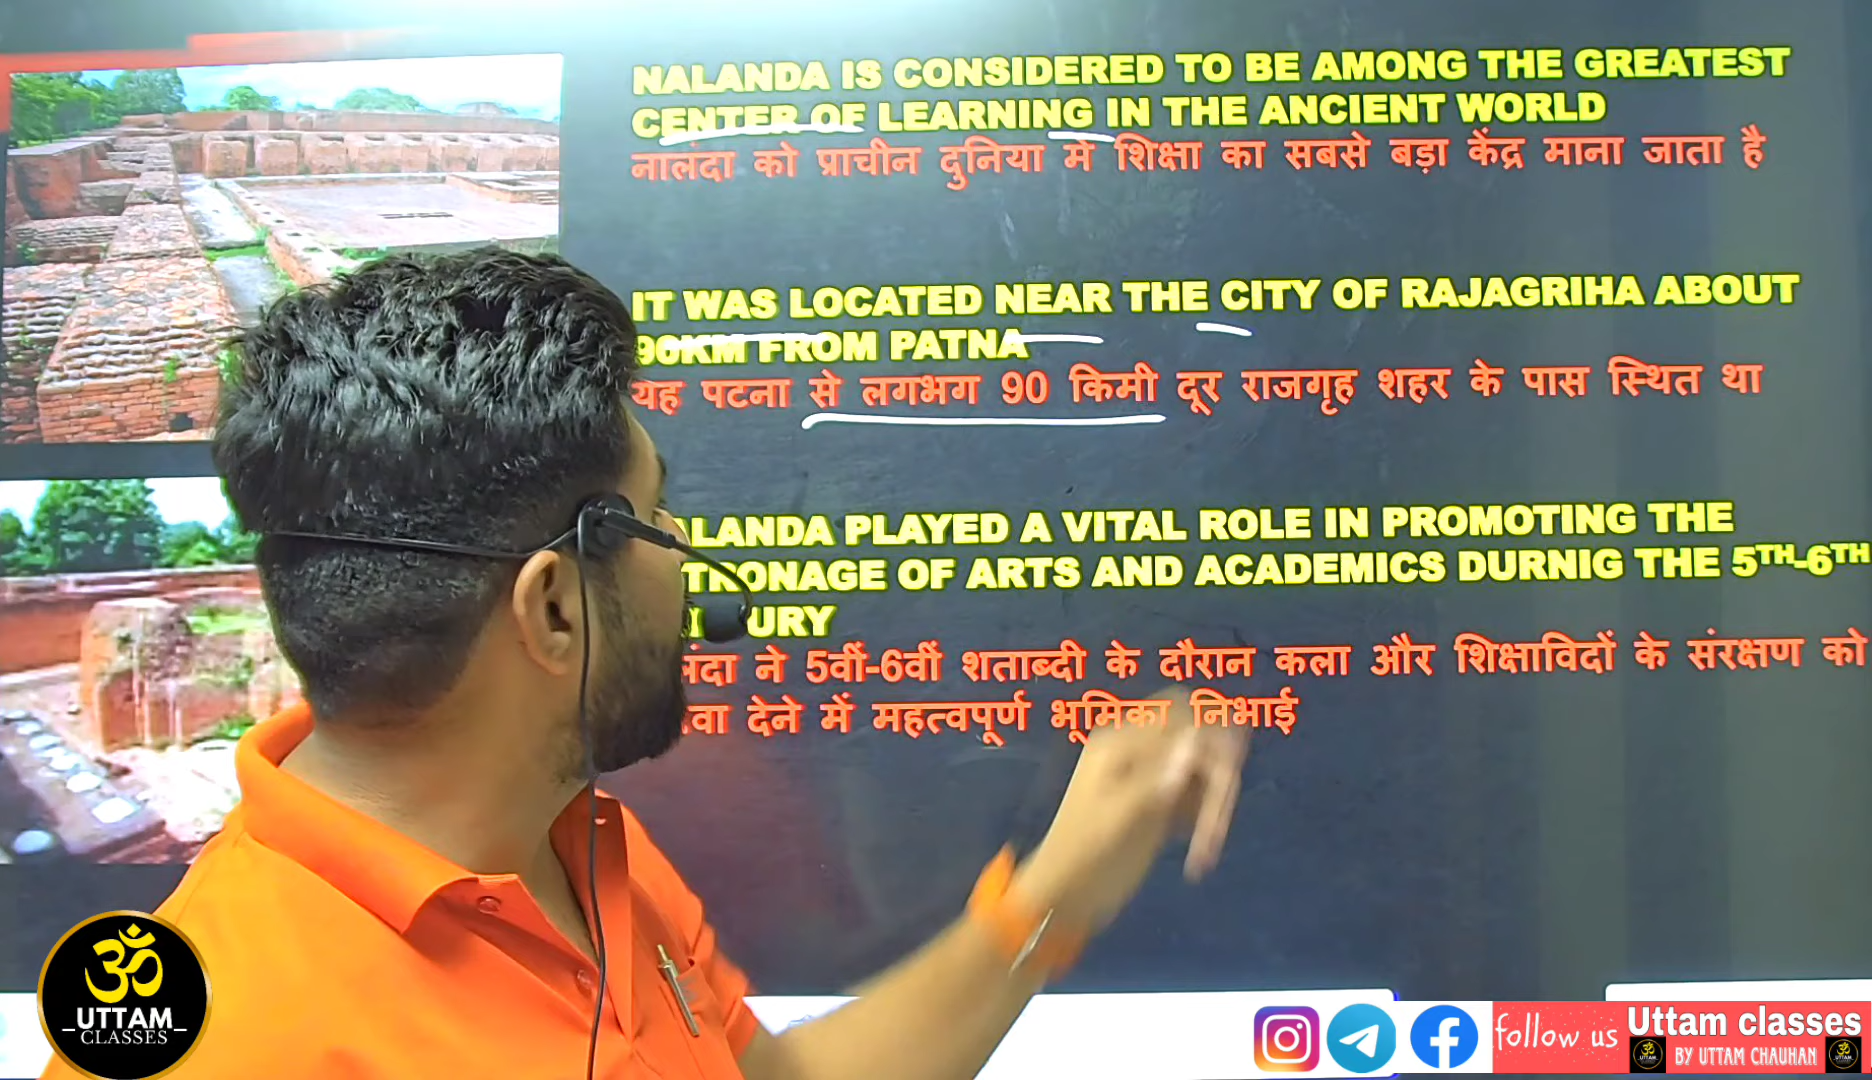 NALANDA IS CONSIDERED TO BE AMONG THE GREATEST
CENTER OF LEARNING IN THE ANCIENT WORLD
नालंदा को प्राचीन दुनिया में शिक्षा का सबसे बड़ा केंद्र माना जाता है
IT WAS LOCATED NEAR THE CITY OF RAJAGRIHA ABOUT
90KM FROM PATNA
यह पटना से लगभग 90 किमी दूर राजगृह शहर के पास स्थित था
ALANDA PLAYED A VITAL ROLE IN PROMOTING THE
TRONAGE OF ARTS AND ACADEMICS DURNIG THE 5TH-6TH
URY
लंदा ने 5वीं-6वीं शताब्दी के दौरान कला और शिक्षाविदों के संरक्षण को
वा देने में महत्वपूर्ण भूमिका निभाई
ॐ
_UTTAM_
CLASSES
follow us
Uttam classes
BY UTTAM CHAUHAN